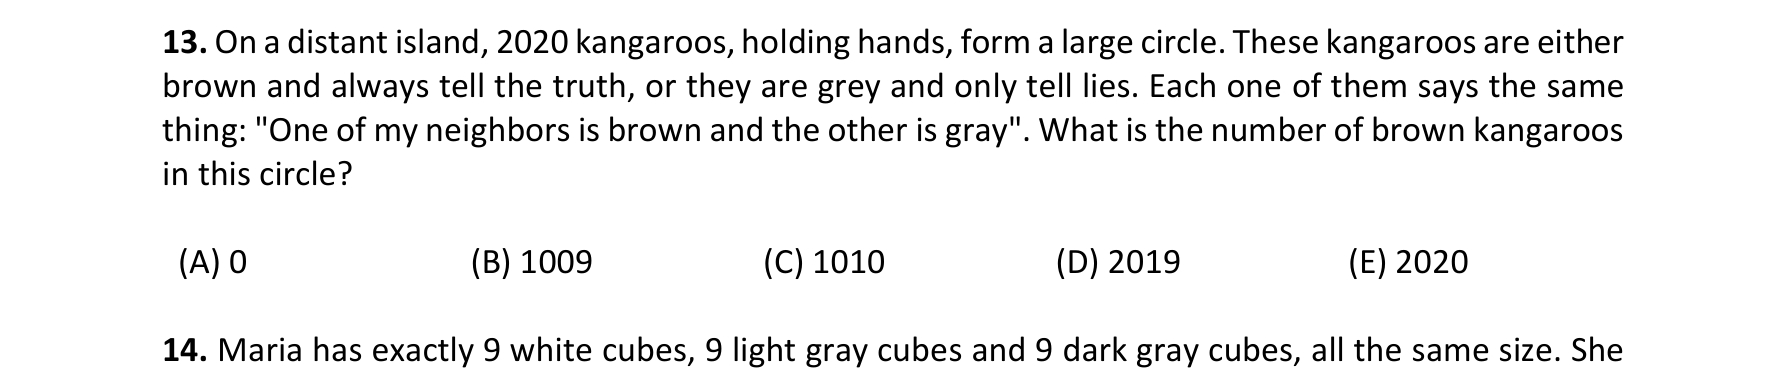 13. On a distant island, 2020 kangaroos, holding hands, form a large circle. These kangaroos are either
brown and always tell the truth, or they are grey and only tell lies. Each one of them says the same
thing: "One of my neighbors is brown and the other is gray". What is the number of brown kangaroos
in this circle?
(A) 0 (B) 1009 (C) 1010 (D) 2019 (E) 2020
14. Maria has exactly 9 white cubes, 9 light gray cubes and 9 dark gray cubes, all the same size. She